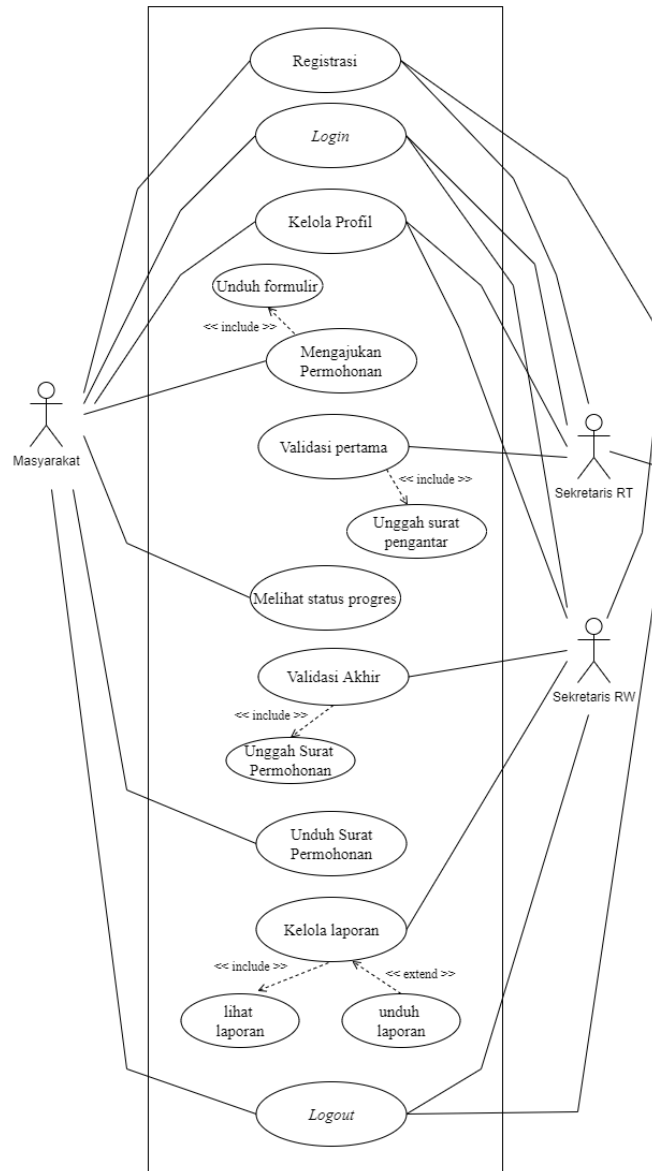 Registrasi
Login
Kelola Profil
Unduh formulir
<< include >>
Mengajukan
Permohonan
Masyarakat
Validasi pertama
Sekretaris RT
<< include >>
Unggah surat
pengantar
Melihat status progres
Validasi Akhir
Sekretaris RW
<< include >>
Unggah Surat
Permohonan
Unduh Surat
Permohonan
Kelola laporan
<< include >>
<< extend >>
lihat
laporan
unduh
laporan
Logout